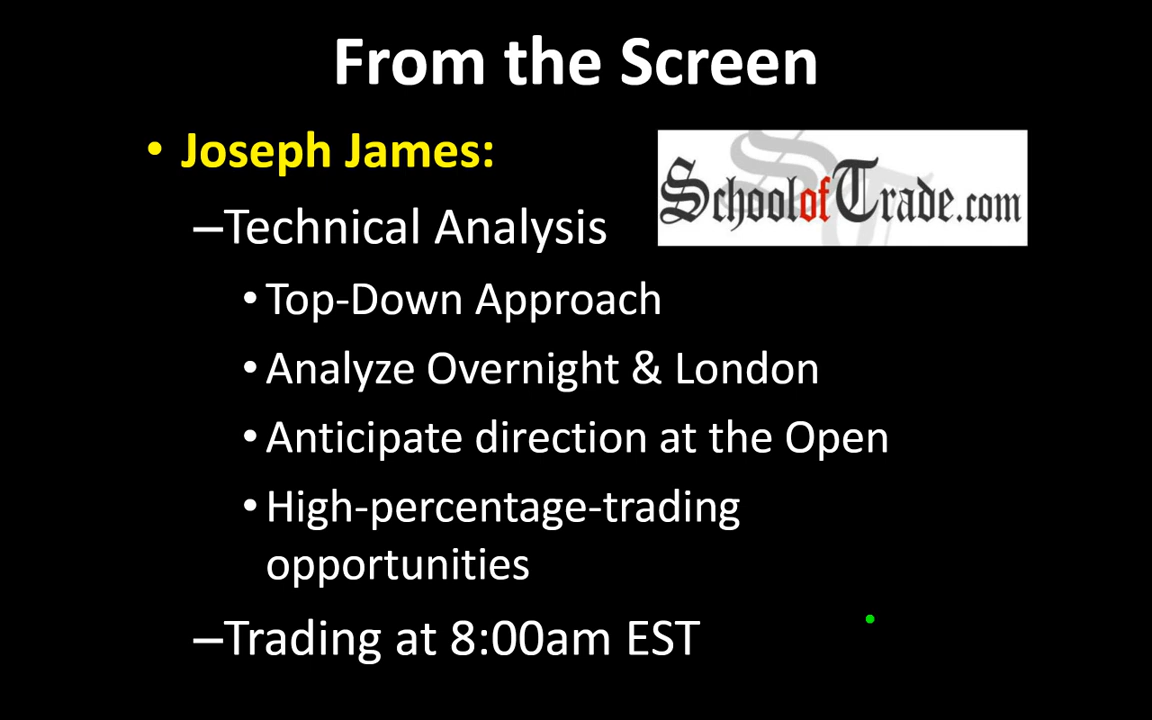 From the Screen
• Joseph James:
SchoolofTrade.com
–Technical Analysis
• Top-Down Approach
• Analyze Overnight & London
• Anticipate direction at the Open
• High-percentage-trading
opportunities
–Trading at 8:00am EST